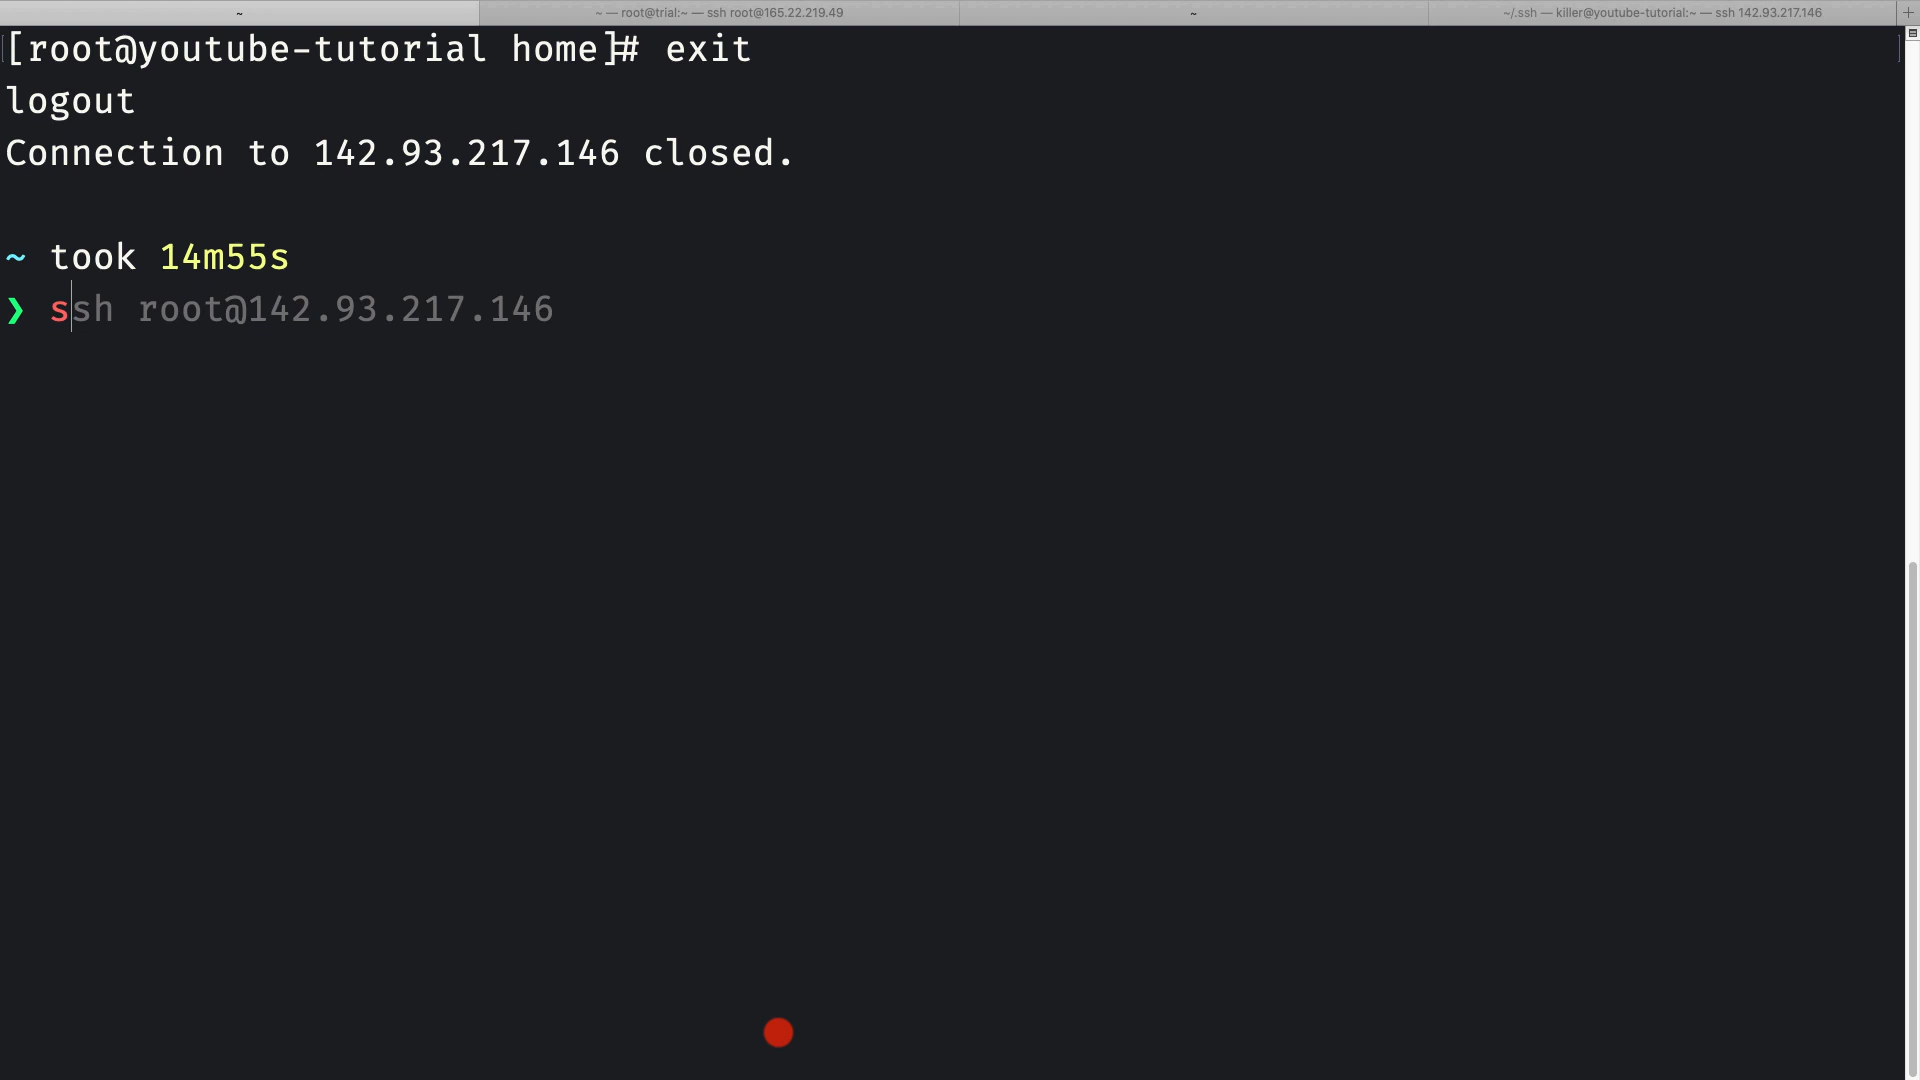 ~
~ — root@trial:~ — ssh root@165.22.219.49
~
~/.ssh — killer@youtube-tutorial:~ — ssh 142.93.217.146
[root@youtube-tutorial home]# exit
logout
Connection to 142.93.217.146 closed.
~ took 14m55s
❯ ssh root@142.93.217.146